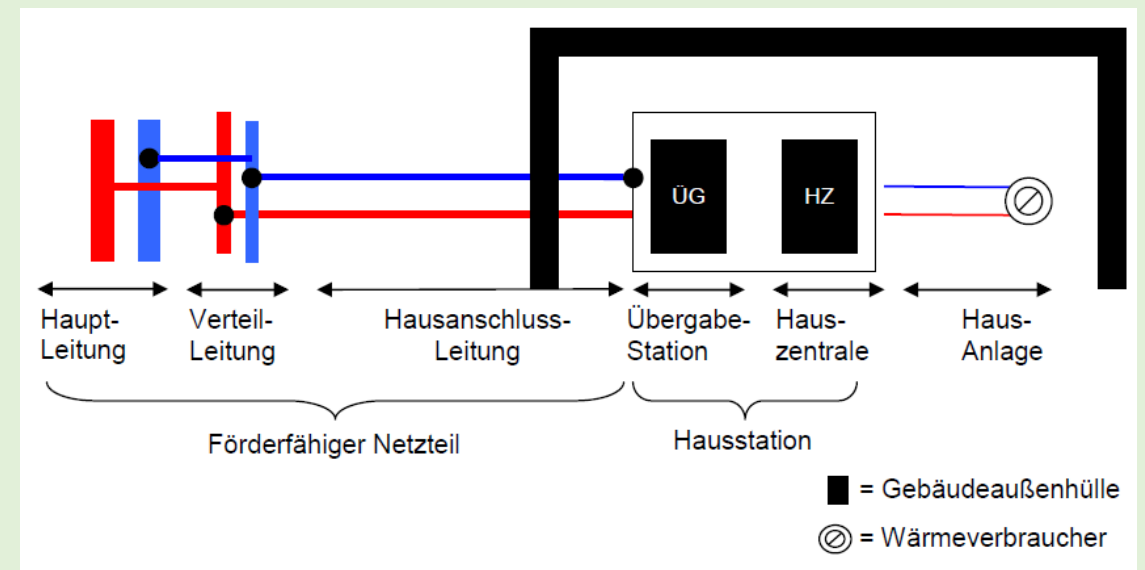 ÜG
HZ
Haupt-
Leitung
Verteil-
Leitung
Hausanschluss-
Leitung
Übergabe-
Station
Haus-
zentrale
Haus-
Anlage
Förderfähiger Netzteil
Hausstation
= Gebäudeaußenhülle
= Wärmeverbraucher